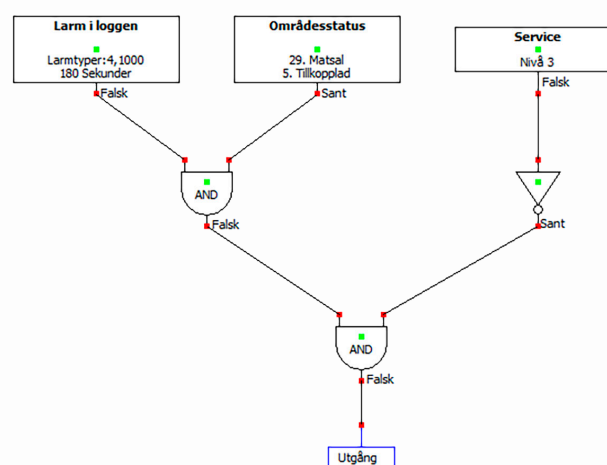 Larm i loggen
Larmtyper:4,1000
180 Sekunder
Falsk
Områdesstatus
29. Matsal
5. Tillkopplad
Sant
Service
Nivå 3
Falsk
AND
Falsk
Sant
AND
Falsk
Utgång